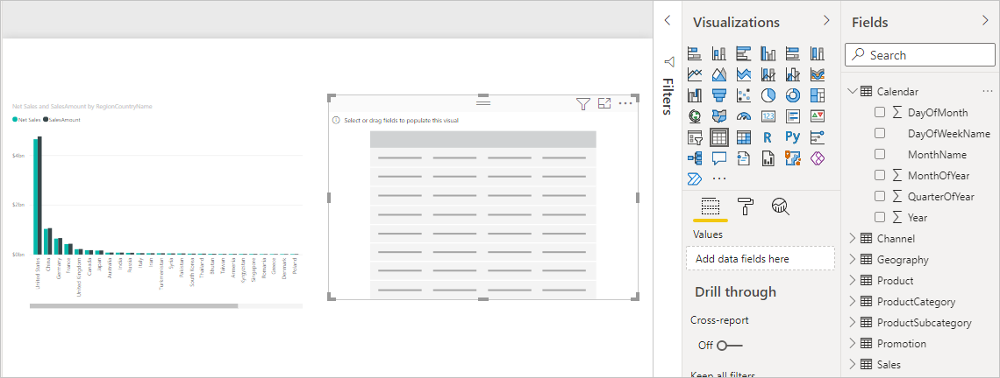 Net Sales and SalesAmount by RegionCountryName
Net Sales SalesAmount
$4bn
$2bn
$0bn
United States
China
Germany
France
United Kingdom
Canada
Japan
Australia
India
Russia
Italy
Iran
Turkmenistan
Syria
Pakistan
South Korea
Thailand
Bhutan
Taiwan
Armenia
Kyrgyzstan
Singapore
Romania
Greece
Denmark
Poland
Select or drag fields to populate this visual
Filters
Visualizations
123
R
Py
Values
Add data fields here
Drill through
Cross-report
Off
Keep all filters
Fields
Search
Calendar
∑ DayOfMonth
DayOfWeekName
MonthName
∑ MonthOfYear
∑ QuarterOfYear
∑ Year
Channel
Geography
Product
ProductCategory
ProductSubcategory
Promotion
Sales